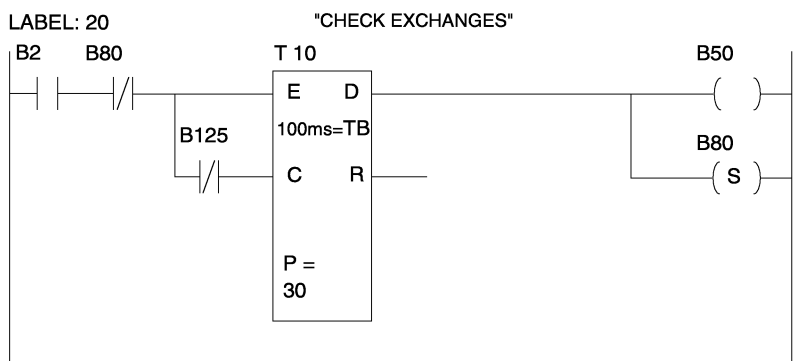 LABEL: 20 "CHECK EXCHANGES"
B2 B80 T 10 B50
E D
( )
100ms=TB
B125 B80
C R
( S )
P =
30